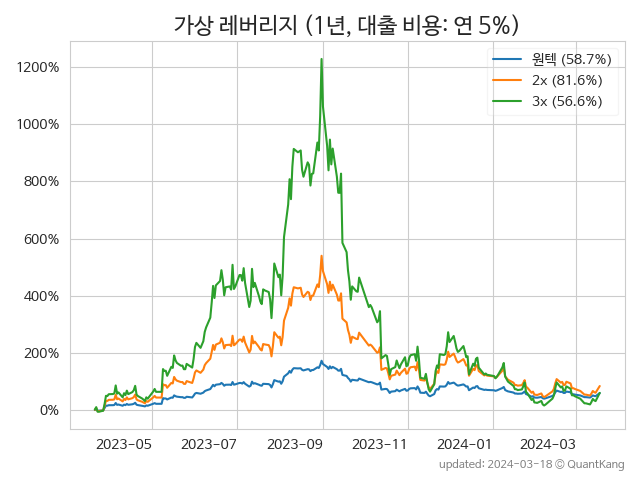 가상 레버리지 (1년, 대출 비용: 연 5%)
원텍 (58.7%)
2x (81.6%)
3x (56.6%)
1200%
1000%
800%
600%
400%
200%
0%
2023-05 2023-07 2023-09 2023-11 2024-01 2024-03
updated: 2024-03-18 © QuantKang